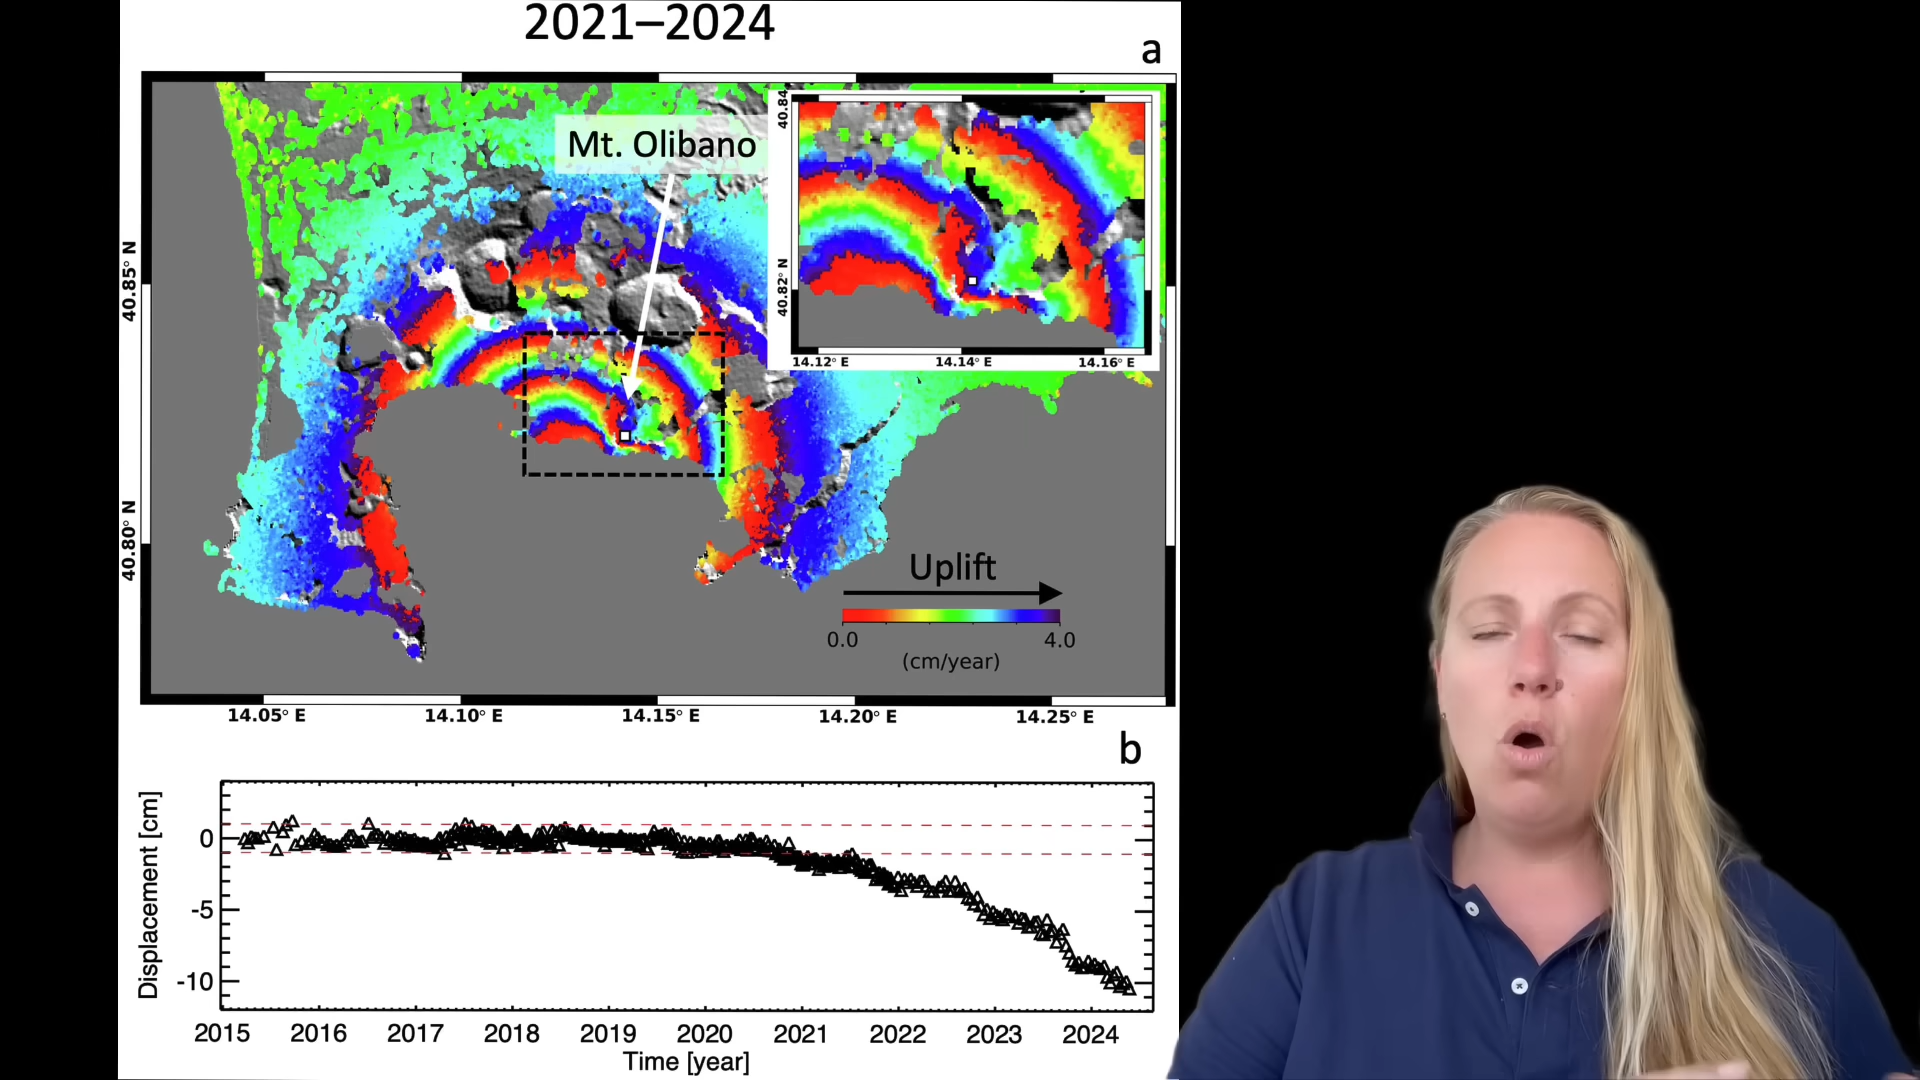 2021–2024
a
Mt. Olibano
40.84
40.82° N
14.12° E
14.14° E
14.16° E
40.85° N
40.80° N
Uplift
0.0
4.0
(cm/year)
14.05° E
14.10° E
14.15° E
14.20° E
14.25° E
b
Displacement [cm]
0
-5
-10
2015
2016
2017
2018
2019
2020
2021
2022
2023
2024
Time [year]